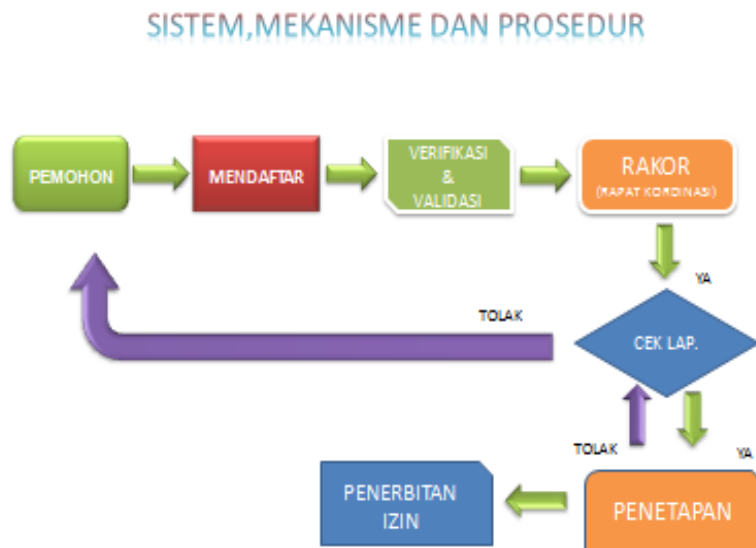 SISTEM,MEKANISME DAN PROSEDUR
PEMOHON
MENDAFTAR
VERIFIKASI
&
VALIDASI
RAKOR
(RAPAT KORDINASI)
YA
TOLAK
CEK LAP.
TOLAK
YA
PENERBITAN
IZIN
PENETAPAN